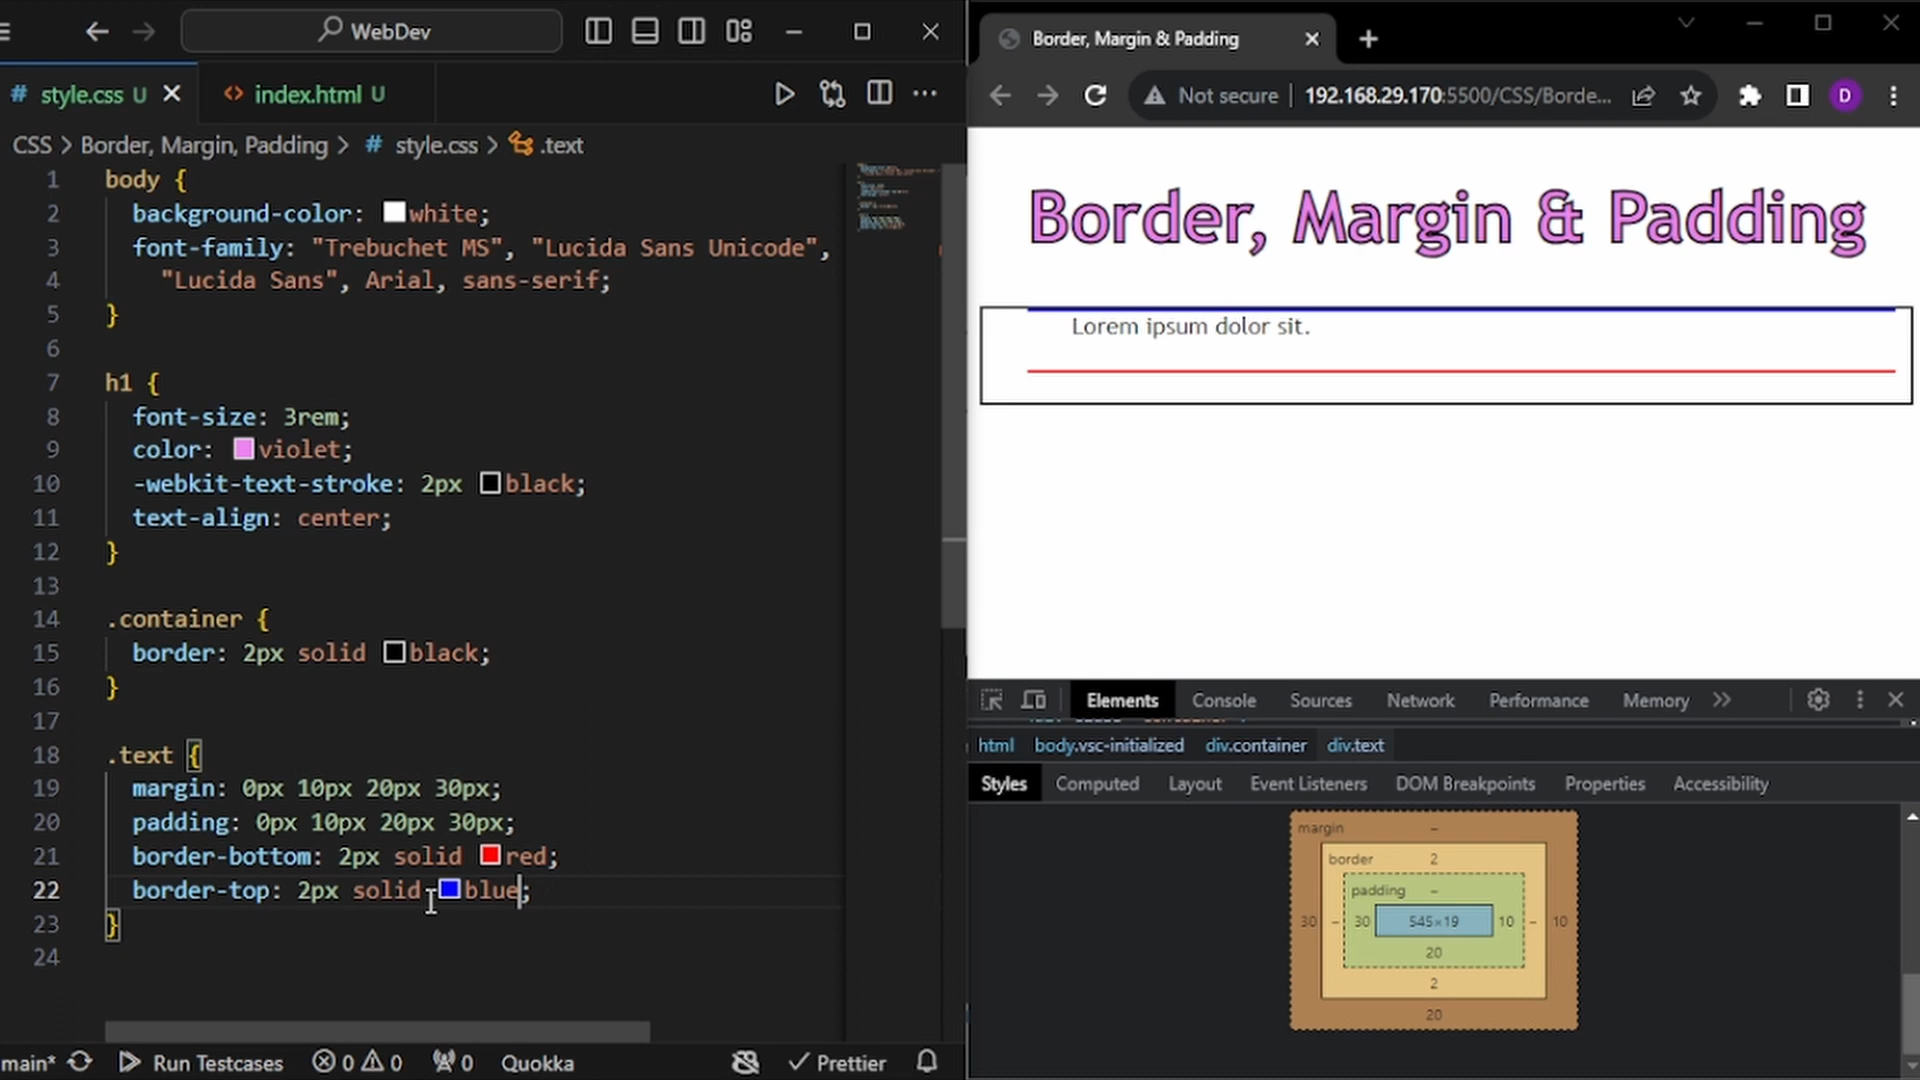 WebDev
# style.css U
<> index.html U
CSS > Border, Margin, Padding > # style.css > .text
1 body {
2 background-color: white;
3 font-family: "Trebuchet MS", "Lucida Sans Unicode",
4 "Lucida Sans", Arial, sans-serif;
5 }
6
7 h1 {
8 font-size: 3rem;
9 color: violet;
10 -webkit-text-stroke: 2px black;
11 text-align: center;
12 }
13
14 .container {
15 border: 2px solid black;
16 }
17
18 .text {
19 margin: 0px 10px 20px 30px;
20 padding: 0px 10px 20px 30px;
21 border-bottom: 2px solid red;
22 border-top: 2px solid blue;
23 }
24
main* Run Testcases 0 0 0 Quokka Prettier
Border, Margin & Padding
Not secure | 192.168.29.170:5500/CSS/Borde...
D
Border, Margin & Padding
Lorem ipsum dolor sit.
Elements Console Sources Network Performance Memory
html body.vsc-initialized div.container div.text
Styles Computed Layout Event Listeners DOM Breakpoints Properties Accessibility
margin –
border 2
padding –
30 – 30 545×19 10 – 10
20
2
20